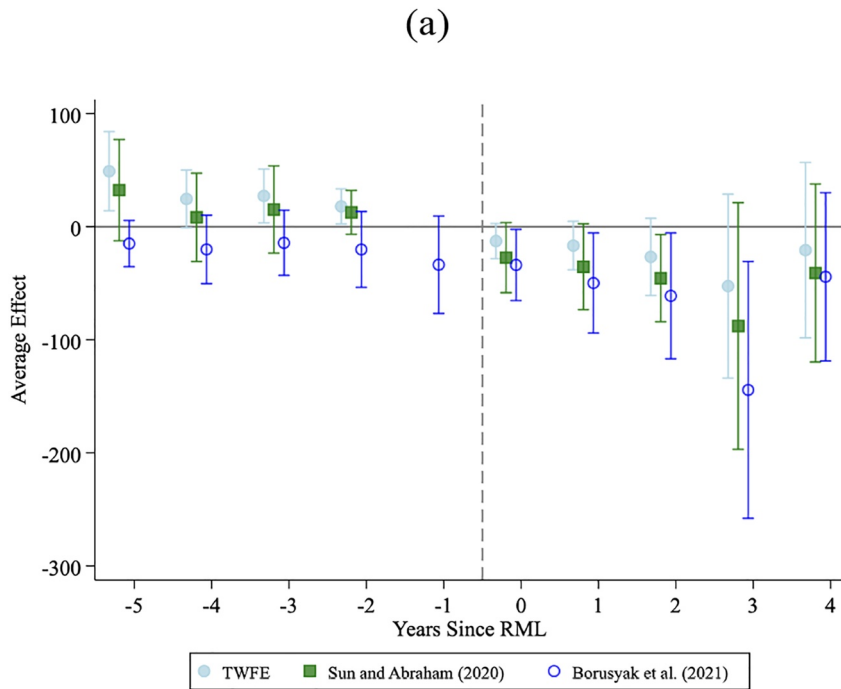 (a)
100
0
-100
-200
-300
Average Effect
-5 -4 -3 -2 -1 0 1 2 3 4
Years Since RML
TWFE Sun and Abraham (2020) Borusyak et al. (2021)